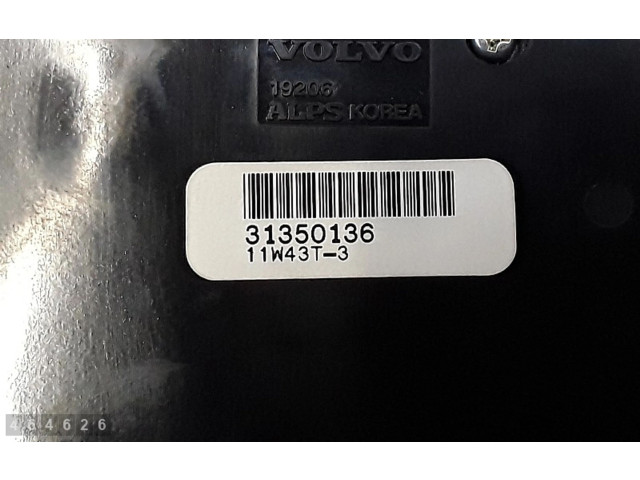 VOLVO
19206
ALPS KOREA
31350136
11W43T-3
464626